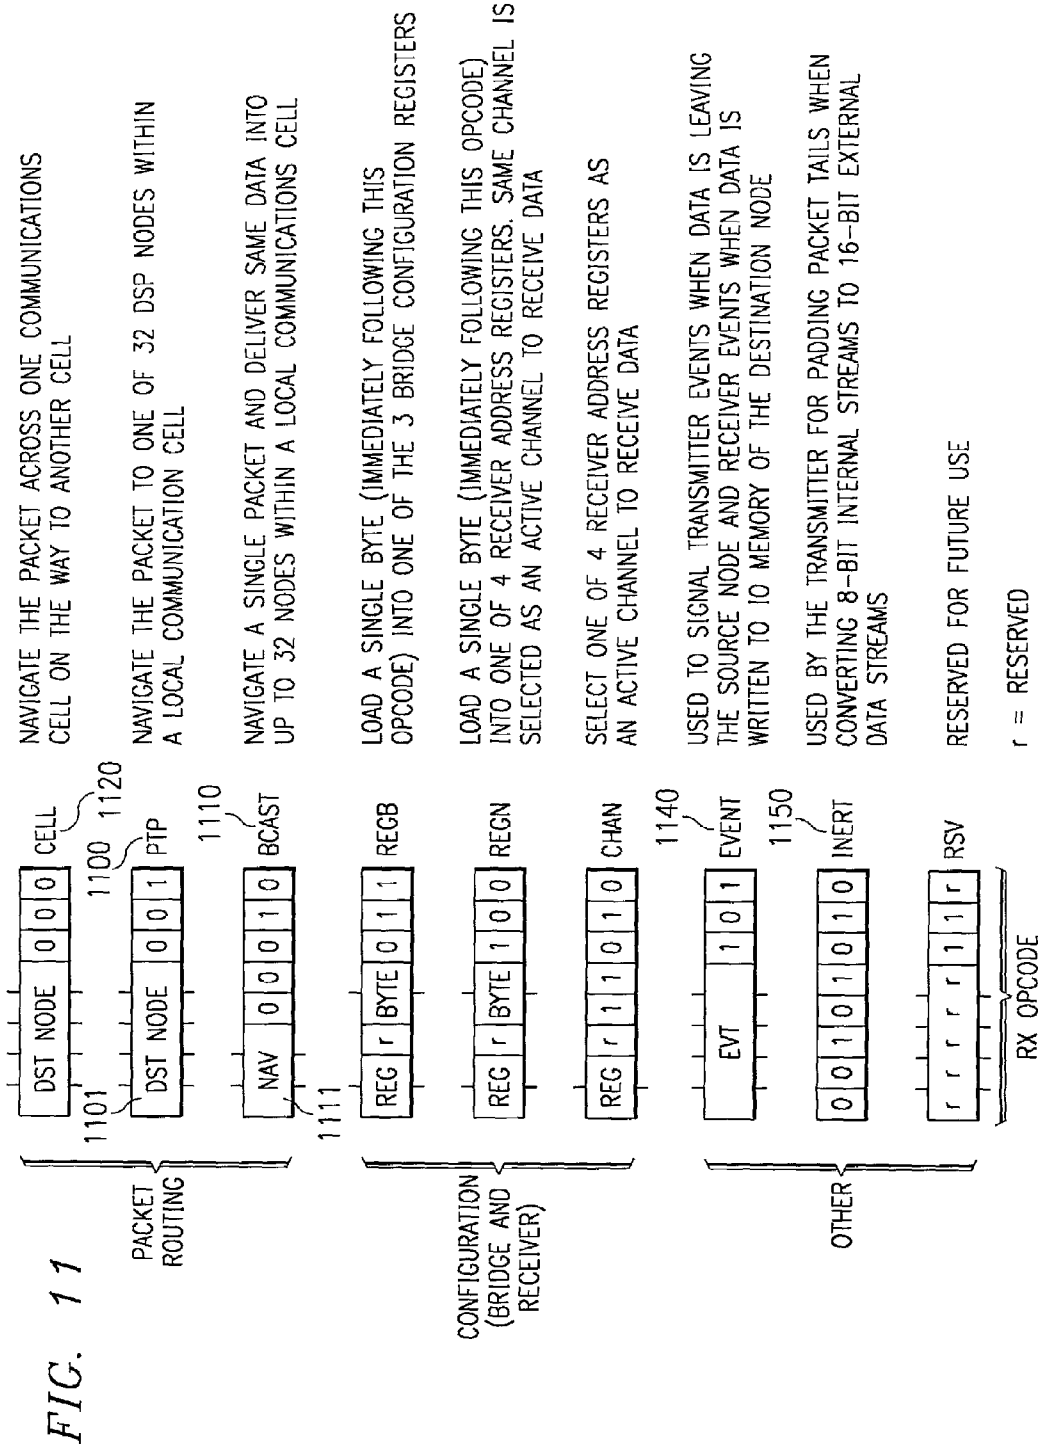 FIG. 11
PACKET
ROUTING
1101
DST NODE 0 0 0 CELL
1120
NAVIGATE THE PACKET ACROSS ONE COMMUNICATIONS
CELL ON THE WAY TO ANOTHER CELL
1100
DST NODE 0 0 1 PTP
NAVIGATE THE PACKET TO ONE OF 32 DSP NODES WITHIN
A LOCAL COMMUNICATION CELL
1111
NAV 0 0 0 1 0 BCAST
1110
NAVIGATE A SINGLE PACKET AND DELIVER SAME DATA INTO
UP TO 32 NODES WITHIN A LOCAL COMMUNICATIONS CELL
CONFIGURATION
(BRIDGE AND
RECEIVER)
REG r BYTE 0 1 1 REGB
LOAD A SINGLE BYTE (IMMEDIATELY FOLLOWING THIS
OPCODE) INTO ONE OF THE 3 BRIDGE CONFIGURATION REGISTERS
REG r BYTE 1 0 0 REGN
LOAD A SINGLE BYTE (IMMEDIATELY FOLLOWING THIS OPCODE)
INTO ONE OF 4 RECEIVER ADDRESS REGISTERS. SAME CHANNEL IS
SELECTED AS AN ACTIVE CHANNEL TO RECEIVE DATA
REG r 1 1 0 1 0 CHAN
SELECT ONE OF 4 RECEIVER ADDRESS REGISTERS AS
AN ACTIVE CHANNEL TO RECEIVE DATA
OTHER
EVT 1 0 1 EVENT
1140
USED TO SIGNAL TRANSMITTER EVENTS WHEN DATA IS LEAVING
THE SOURCE NODE AND RECEIVER EVENTS WHEN DATA IS
WRITTEN TO IO MEMORY OF THE DESTINATION NODE
0 0 1 0 1 0 1 0 INERT
1150
USED BY THE TRANSMITTER FOR PADDING PACKET TAILS WHEN
CONVERTING 8-BIT INTERNAL STREAMS TO 16-BIT EXTERNAL
DATA STREAMS
r r r r r 1 1 r RSV
RESERVED FOR FUTURE USE
RX OPCODE
r = RESERVED